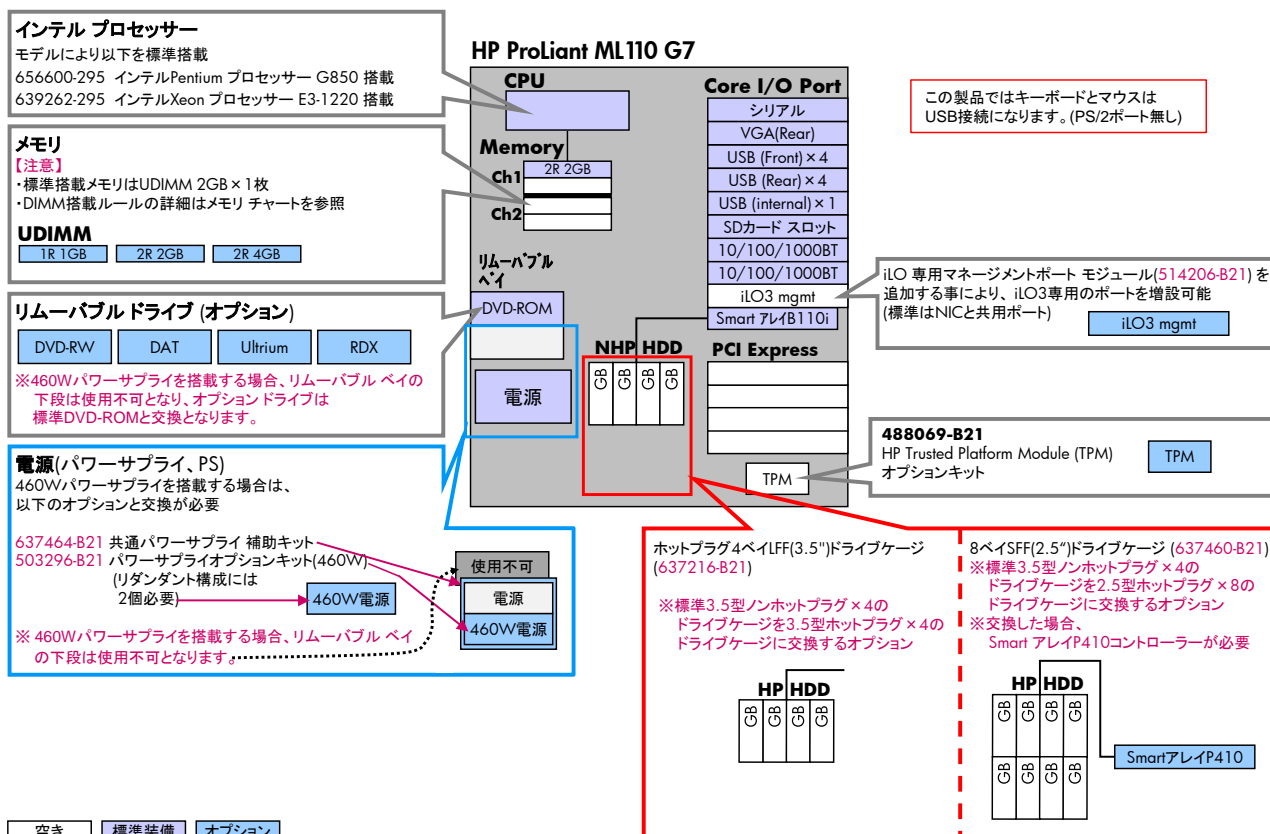 インテル プロセッサー
モデルにより以下を標準搭載
656600-295 インテルPentium プロセッサー G850 搭載
639262-295 インテルXeon プロセッサー E3-1220 搭載
メモリ
【注意】
・標準搭載メモリはUDIMM 2GB×1枚
・DIMM搭載ルールの詳細はメモリ チャートを参照
UDIMM
1R 1GB
2R 2GB
2R 4GB
リムーバブル ドライブ (オプション)
DVD-RW
DAT
Ultrium
RDX
※460Wパワーサプライを搭載する場合、リムーバブル ベイの
下段は使用不可となり、オプション ドライブは
標準DVD-ROMと交換となります。
電源(パワーサプライ、PS)
460Wパワーサプライを搭載する場合は、
以下のオプションと交換が必要
637464-B21 共通パワーサプライ 補助キット
503296-B21 パワーサプライオプションキット(460W)
(リダンダント構成には
2個必要)
460W電源
※ 460Wパワーサプライを搭載する場合、リムーバブル ベイ
の下段は使用不可となります。
使用不可
電源
460W電源
HP ProLiant ML110 G7
CPU
Memory
Ch1
2R 2GB
Ch2
リムーバブル
ベイ
DVD-ROM
電源
Core I/O Port
シリアル
VGA(Rear)
USB (Front)×4
USB (Rear)×4
USB (internal)×1
SDカード スロット
10/100/1000BT
10/100/1000BT
iLO3 mgmt
Smart アレイB110i
NHP HDD
GB
GB
GB
GB
PCI Express
TPM
この製品ではキーボードとマウスは
USB接続になります。(PS/2ポート無し)
iLO 専用マネージメントポート モジュール(514206-B21) を
追加する事により、iLO3専用のポートを増設可能
(標準はNICと共用ポート)
iLO3 mgmt
488069-B21
HP Trusted Platform Module (TPM)
オプションキット
TPM
ホットプラグ4ベイLFF(3.5")ドライブケージ
(637216-B21)
※標準3.5型ノンホットプラグ×4の
ドライブケージを3.5型ホットプラグ×4の
ドライブケージに交換するオプション
HP HDD
GB
GB
GB
GB
8ベイSFF(2.5“)ドライブケージ (637460-B21)
※標準3.5型ノンホットプラグ×4の
ドライブケージを2.5型ホットプラグ×8の
ドライブケージに交換するオプション
※交換した場合、
Smart アレイP410コントローラーが必要
HP HDD
GB
GB
GB
GB
GB
GB
GB
GB
SmartアレイP410
空き
標準装備
オプション